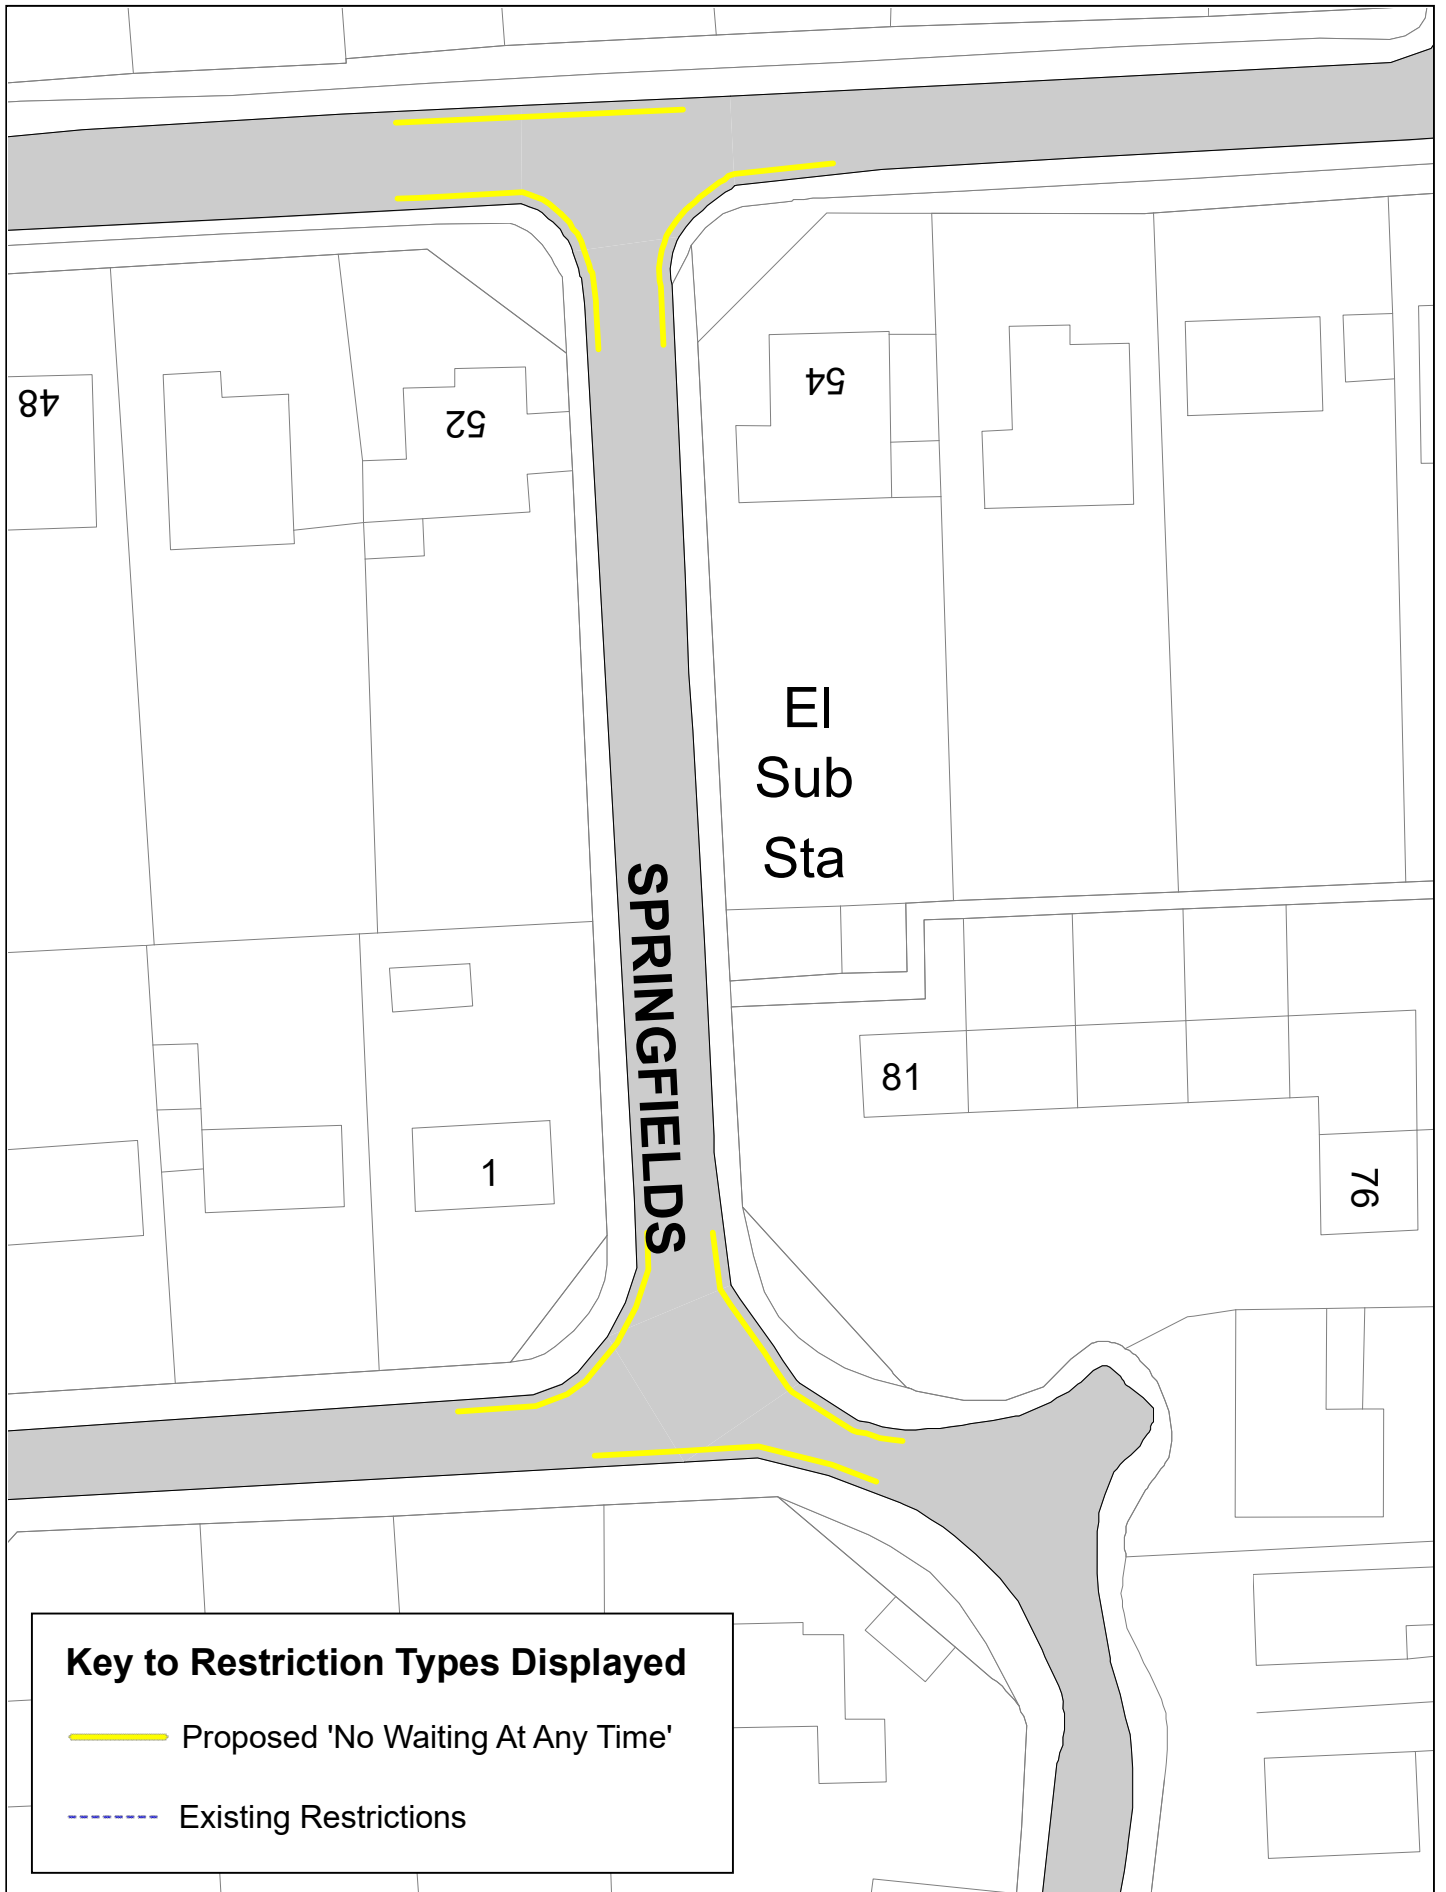 48
52
54
El
Sub
Sta
SPRINGFIELDS
81
1
76
Key to Restriction Types Displayed
Proposed 'No Waiting At Any Time'
Existing Restrictions